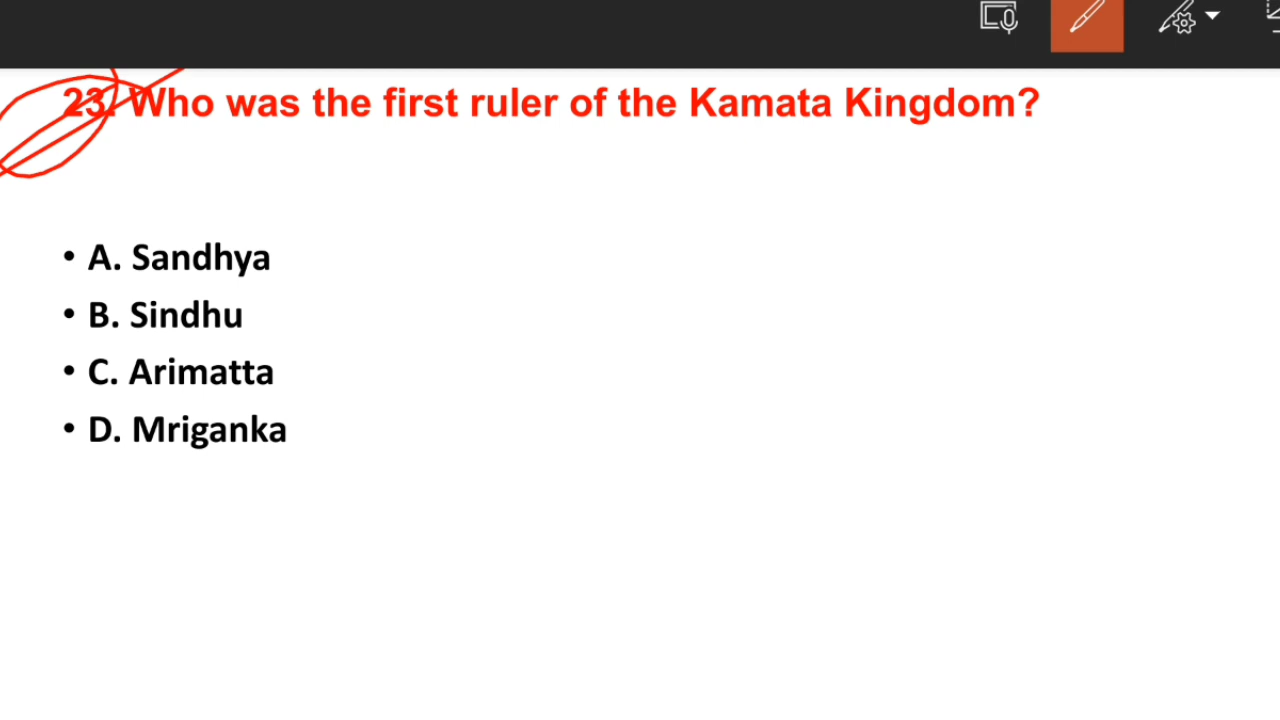 23. Who was the first ruler of the Kamata Kingdom?
• A. Sandhya
• B. Sindhu
• C. Arimatta
• D. Mriganka